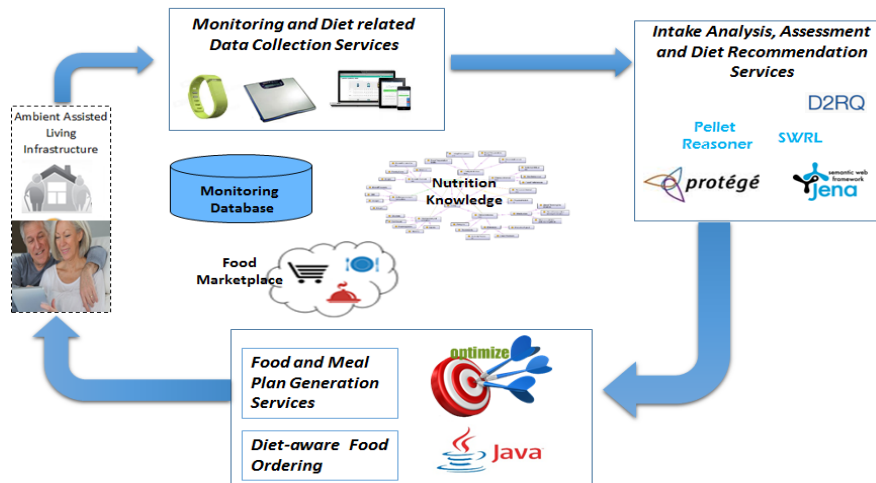 Monitoring and Diet related
Data Collection Services
Intake Analysis, Assessment
and Diet Recommendation
Services
D2RQ
Pellet
Reasoner
SWRL
protégé
semantic web
framework
jena
Ambient Assisted
Living
Infrastructure
Monitoring
Database
Nutrition
Knowledge
Food
Marketplace
Food and Meal
Plan Generation
Services
optimize
Diet-aware Food
Ordering
Java